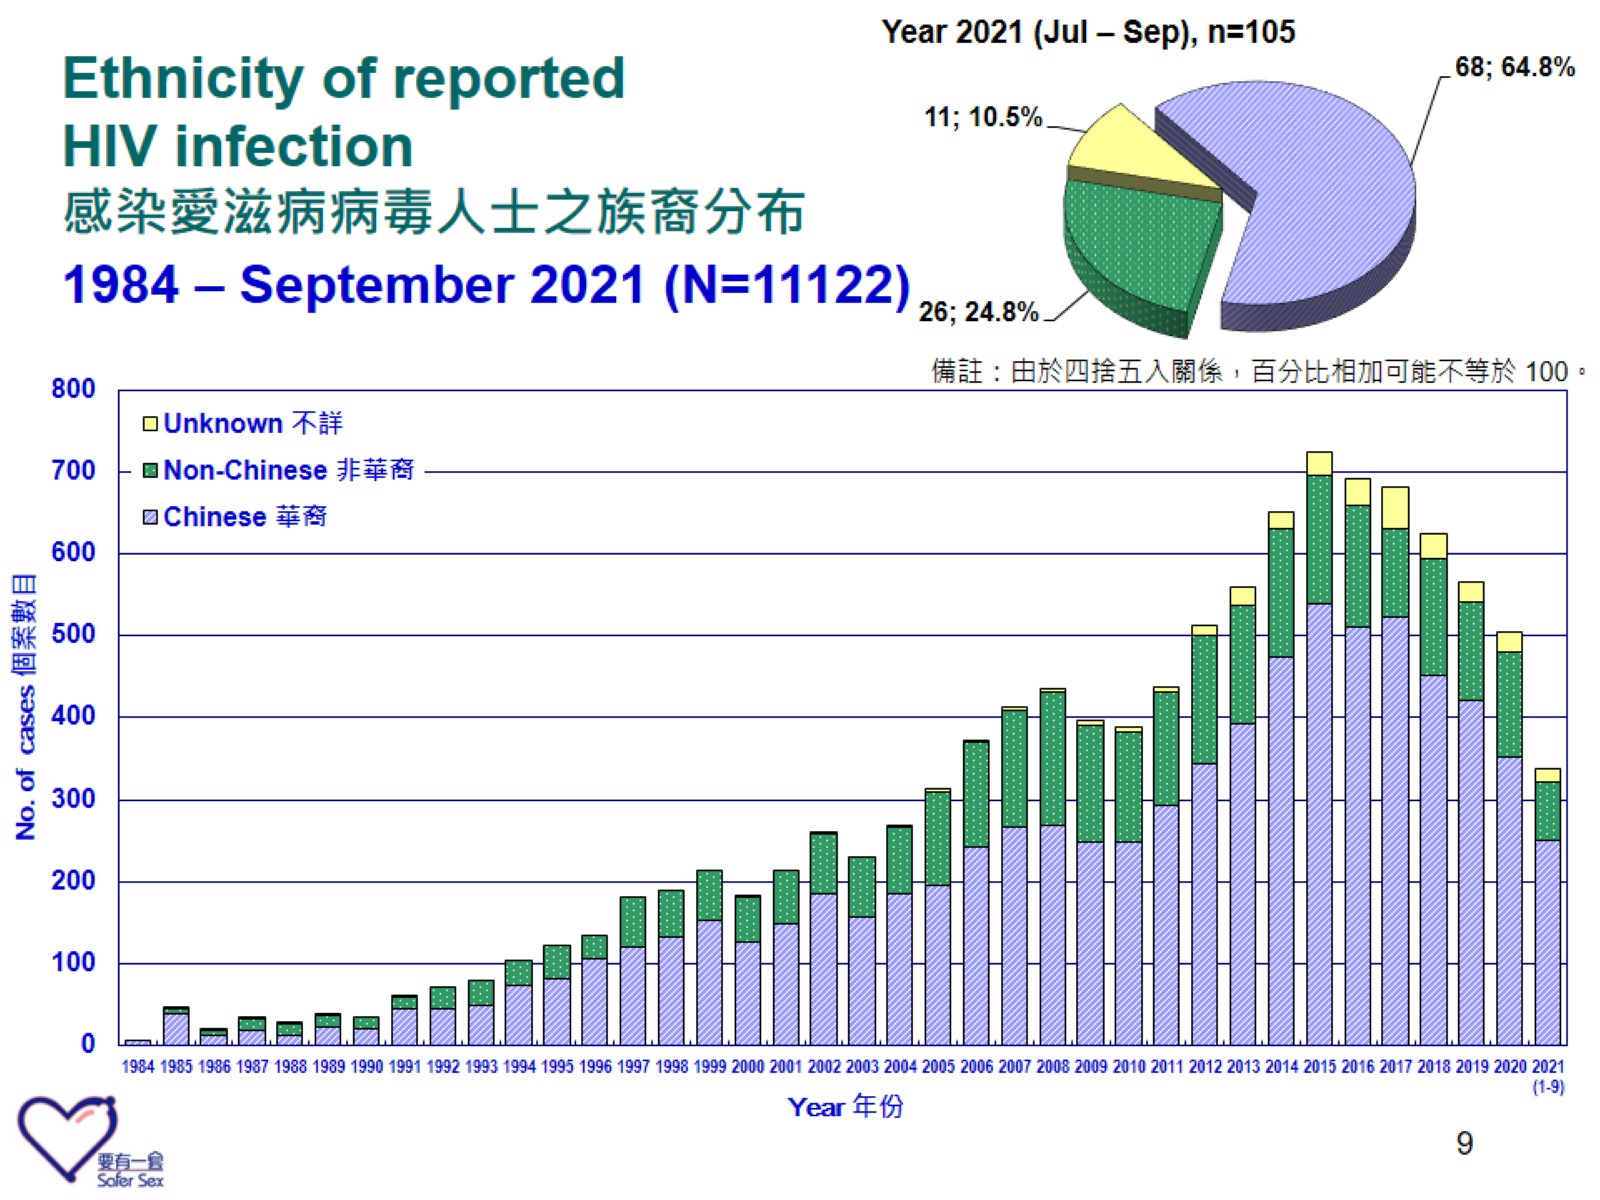 Year 2021 (Jul – Sep), n=105
Ethnicity of reported
HIV infection
感染愛滋病病毒人士之族裔分布
1984 – September 2021 (N=11122)
68; 64.8%
11; 10.5%
26; 24.8%
備註：由於四捨五入關係，百分比相加可能不等於 100。
800
700
600
500
400
300
200
100
0
Unknown 不詳
Non-Chinese 非華裔
Chinese 華裔
No. of cases 個案數目
1984 1985 1986 1987 1988 1989 1990 1991 1992 1993 1994 1995 1996 1997 1998 1999 2000 2001 2002 2003 2004 2005 2006 2007 2008 2009 2010 2011 2012 2013 2014 2015 2016 2017 2018 2019 2020 2021
(1-9)
Year 年份
要有一套
Safer Sex
9